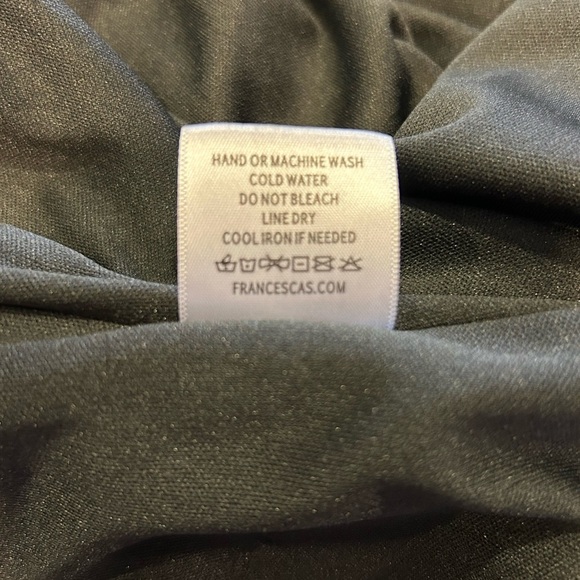 HAND OR MACHINE WASH
COLD WATER
DO NOT BLEACH
LINE DRY
COOL IRON IF NEEDED
FRANCESCAS.COM